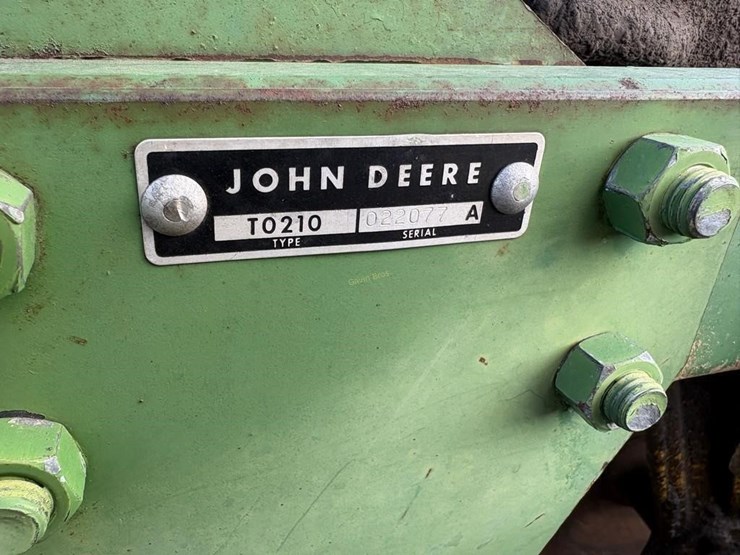 JOHN DEERE
T0210 022077 A
TYPE SERIAL